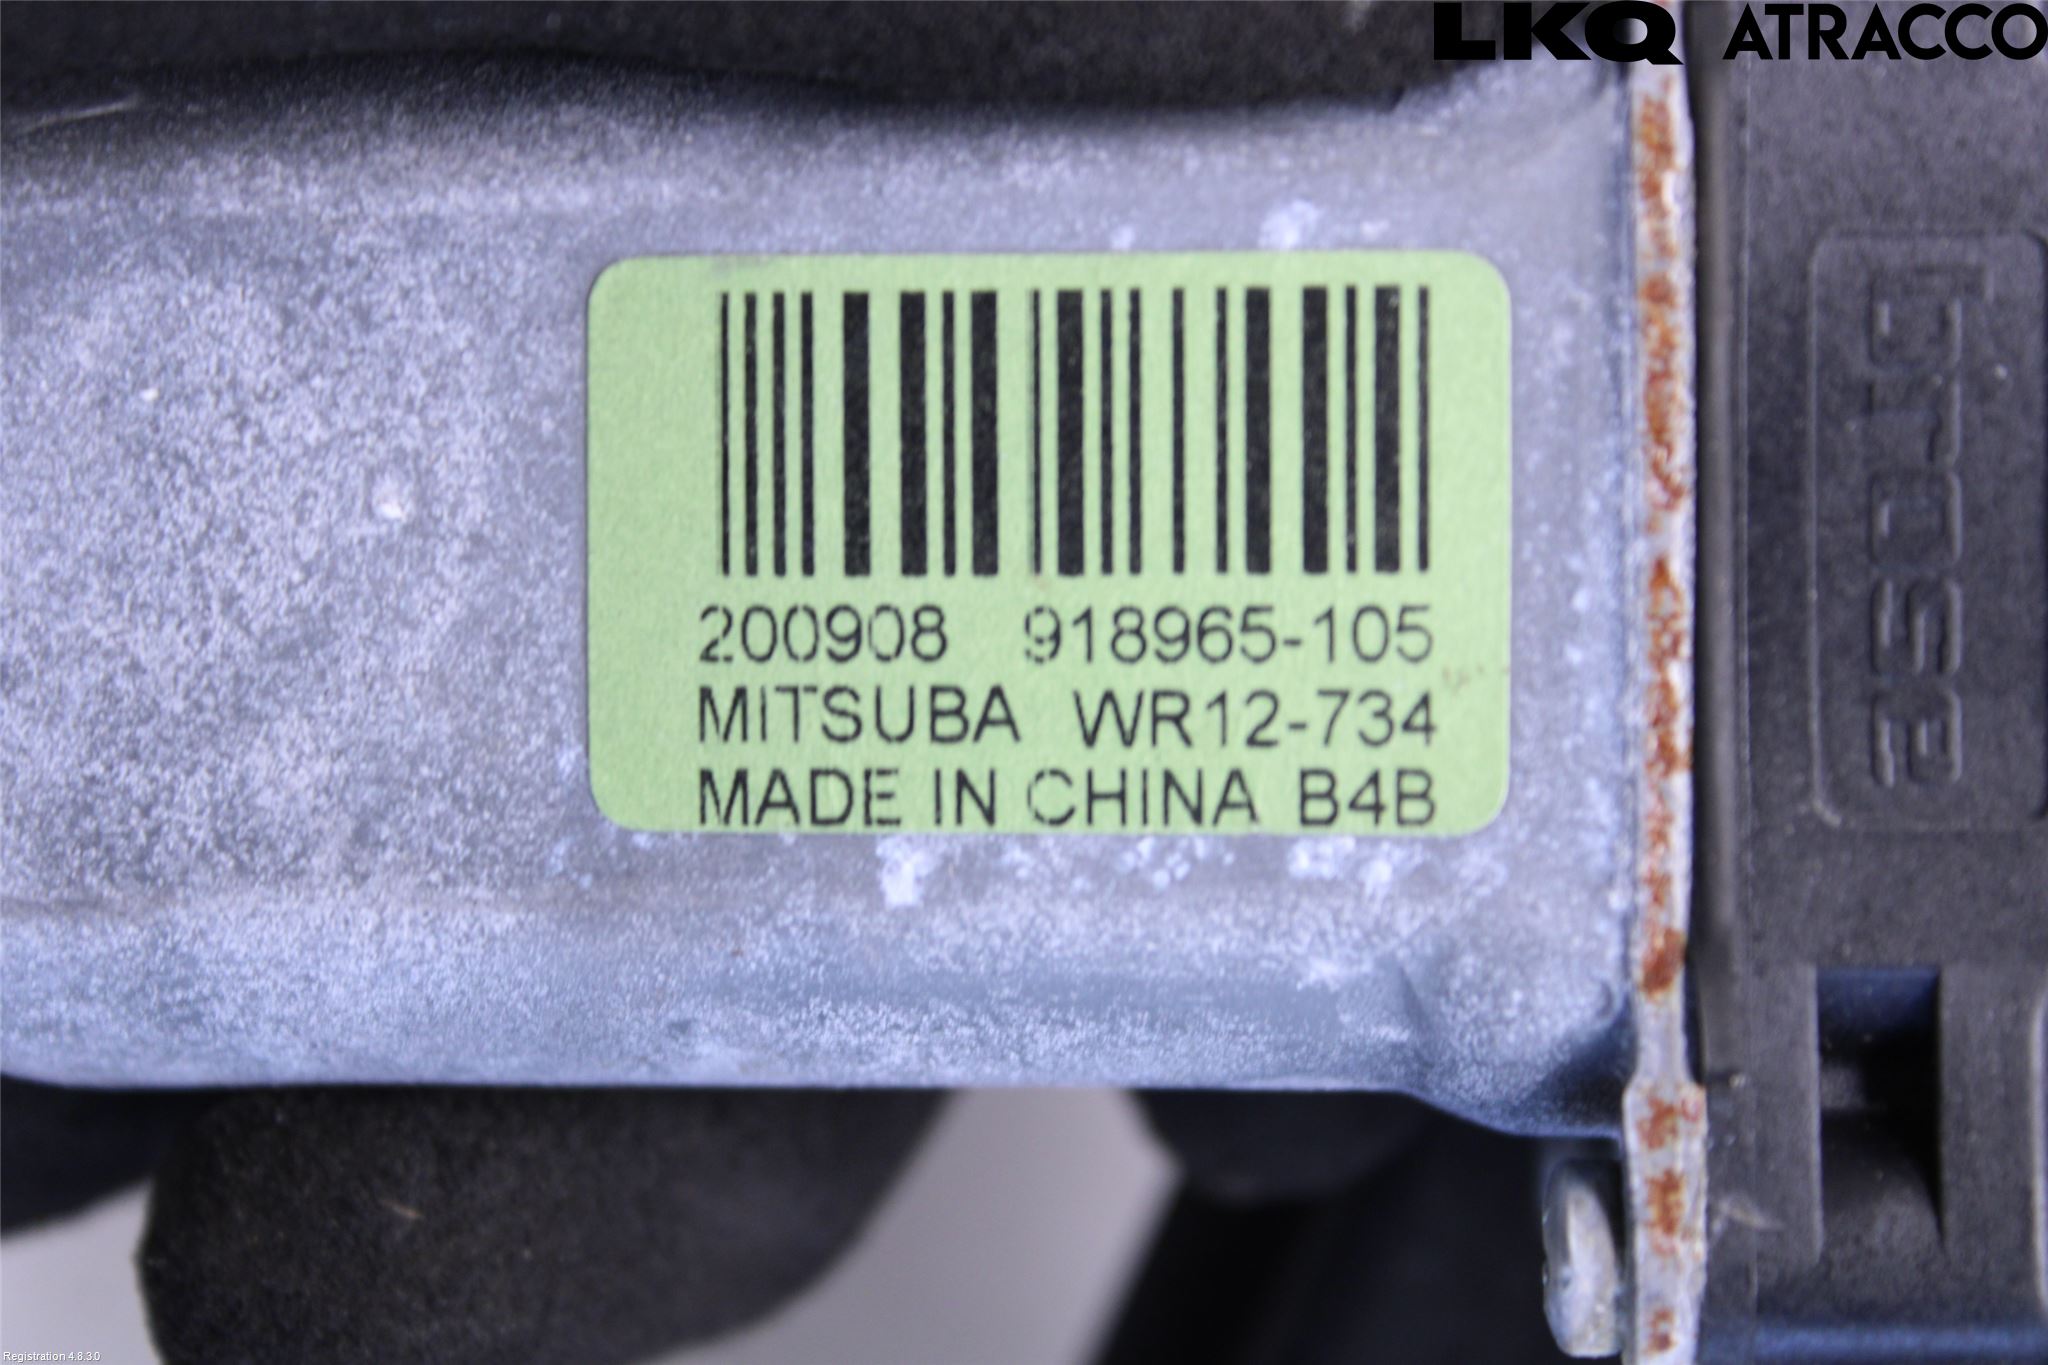 LKQ ATRACCO
200908 918965-105
MITSUBA WR12-734
MADE IN CHINA B4B
Registration 4.8.3.0